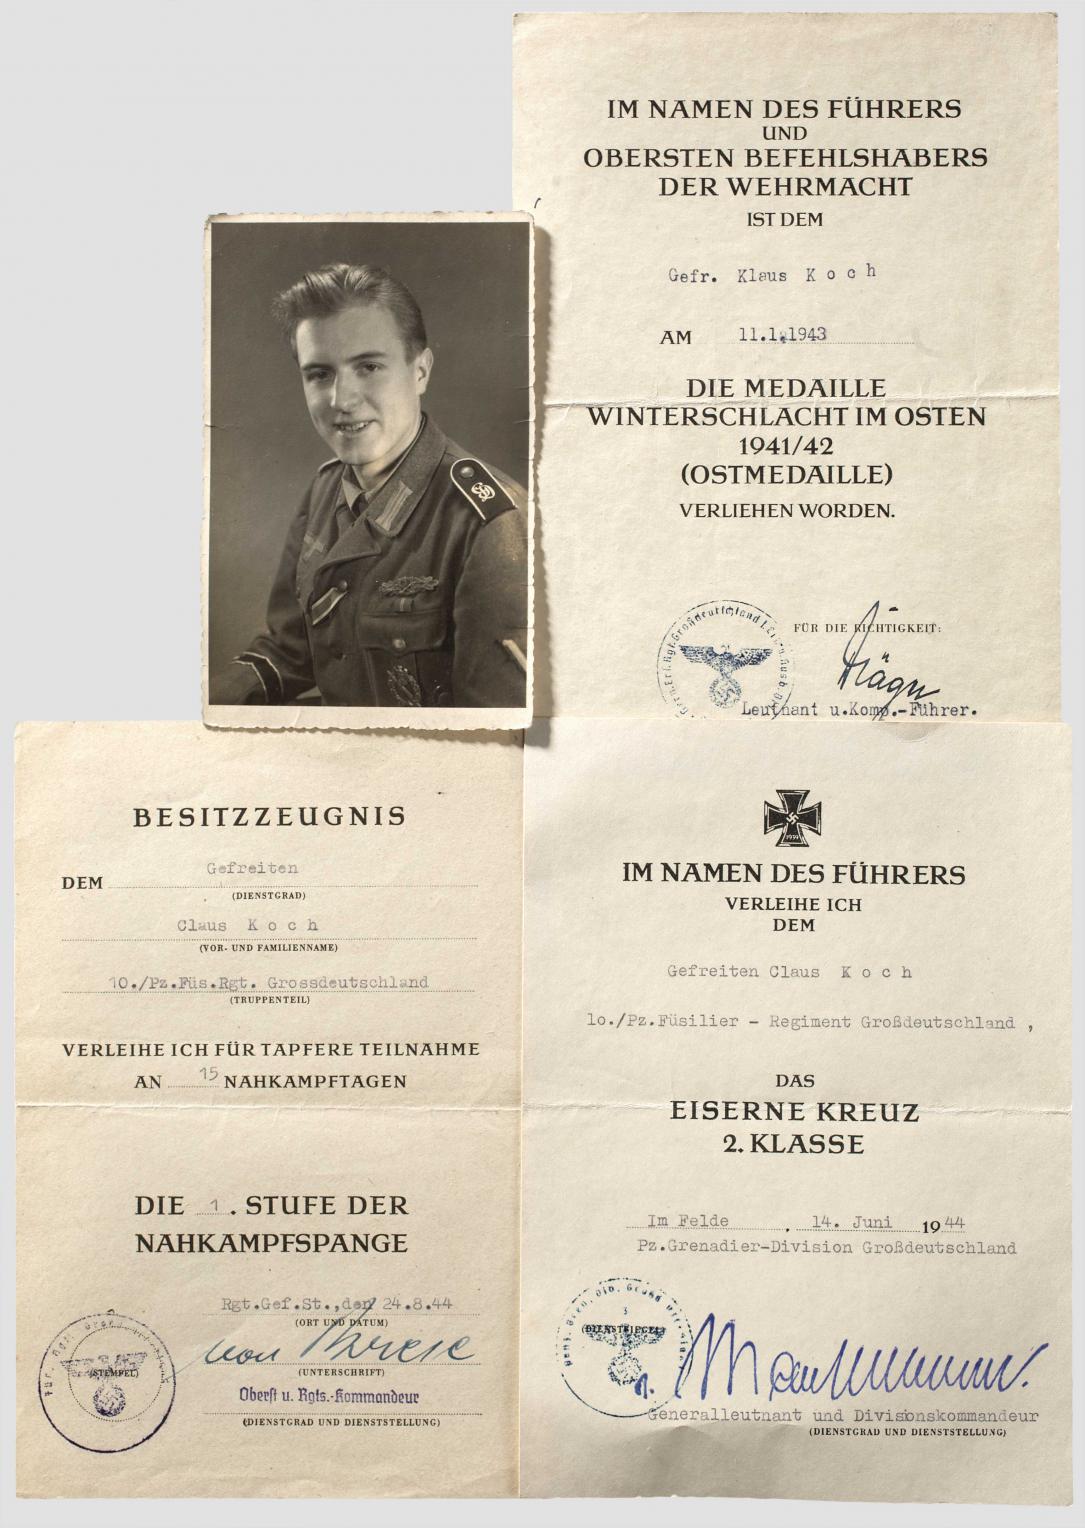 IM NAMEN DES FÜHRERS
UND
OBERSTEN BEFEHLSHABERS
DER WEHRMACHT
IST DEM
Gefr. Klaus Koch
AM 11.1.1943
DIE MEDAILLE
WINTERSCHLACHT IM OSTEN
1941/42
(OSTMEDAILLE)
VERLIEHEN WORDEN.
FÜR DIE RICHTIGKEIT:
Leutnant u.Komp.-Führer.
BESITZZEUGNIS
DEM Gefreiten
(DIENSTGRAD)
Claus Koch
(VOR- UND FAMILIENNAME)
10./Pz.Füs.Rgt. Grossdeutschland
(TRUPPENTEIL)
VERLEIHE ICH FÜR TAPFERE TEILNAHME
AN 15 NAHKAMPFTAGEN
DIE 1. STUFE DER
NAHKAMPFSPANGE
Rgt.Gef.St.,den 24.8.44
(ORT UND DATUM)
von
(STEMPEL)
(UNTERSCHRIFT)
Oberst u. Rgts.-Kommandeur
(DIENSTGRAD UND DIENSTSTELLUNG)
1939
IM NAMEN DES FÜHRERS
VERLEIHE ICH
DEM
Gefreiten Claus Koch
lo./Pz.Füsilier - Regiment Großdeutschland ,
DAS
EISERNE KREUZ
2. KLASSE
Im Felde , 14. Juni 1944
Pz.Grenadier-Division Großdeutschland
(DIENSTSIEGEL)
Generalleutnant und Divisionskommandeur
(DIENSTGRAD UND DIENSTSTELLUNG)